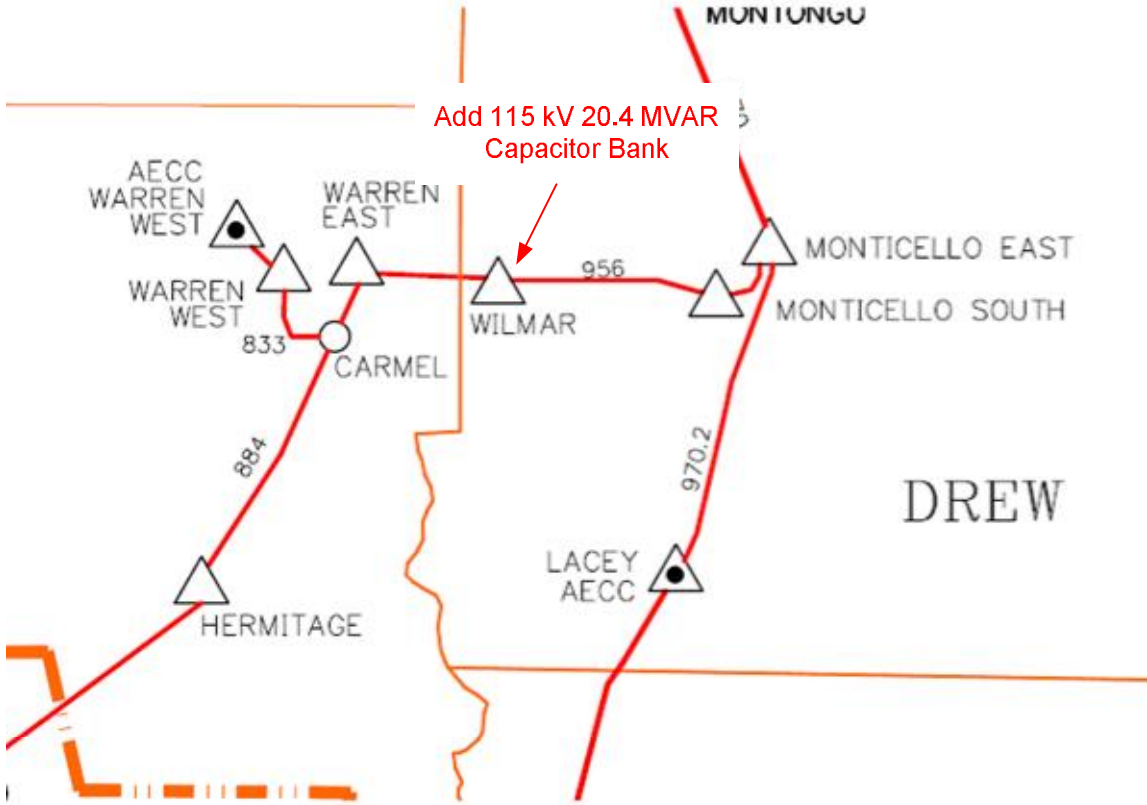 MONTONGO
Add 115 kV 20.4 MVAR
Capacitor Bank
AECC
WARREN
WEST
WARREN
EAST
MONTICELLO EAST
956
WARREN
WEST
WILMAR
MONTICELLO SOUTH
833
CARMEL
884
970.2
DREW
LACEY
AECC
HERMITAGE